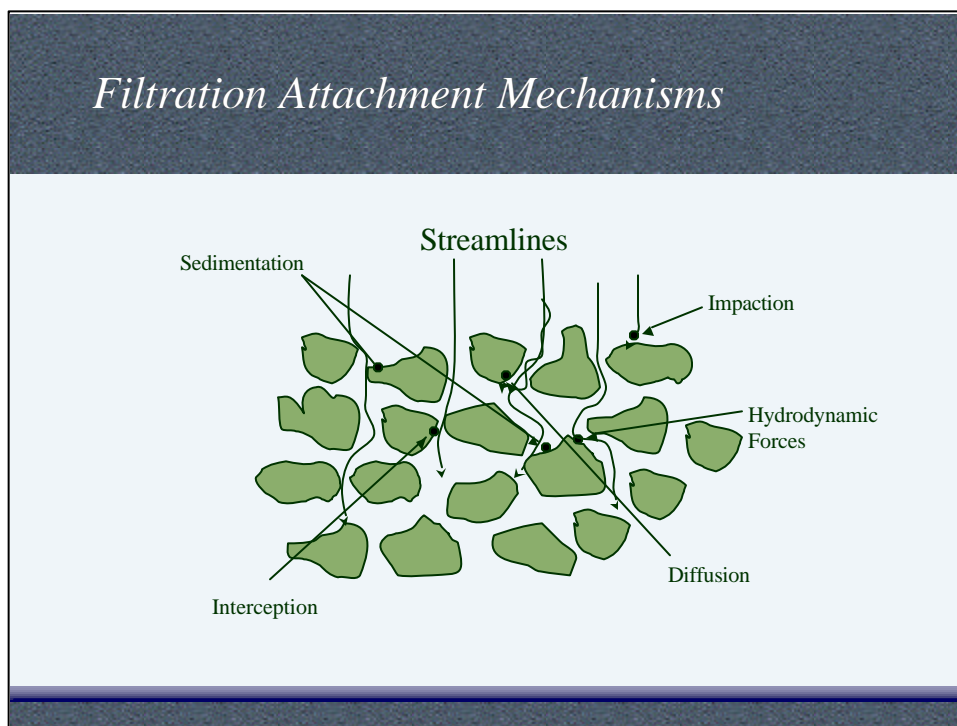 Filtration Attachment Mechanisms
Streamlines
Sedimentation
Impaction
Hydrodynamic
Forces
Diffusion
Interception